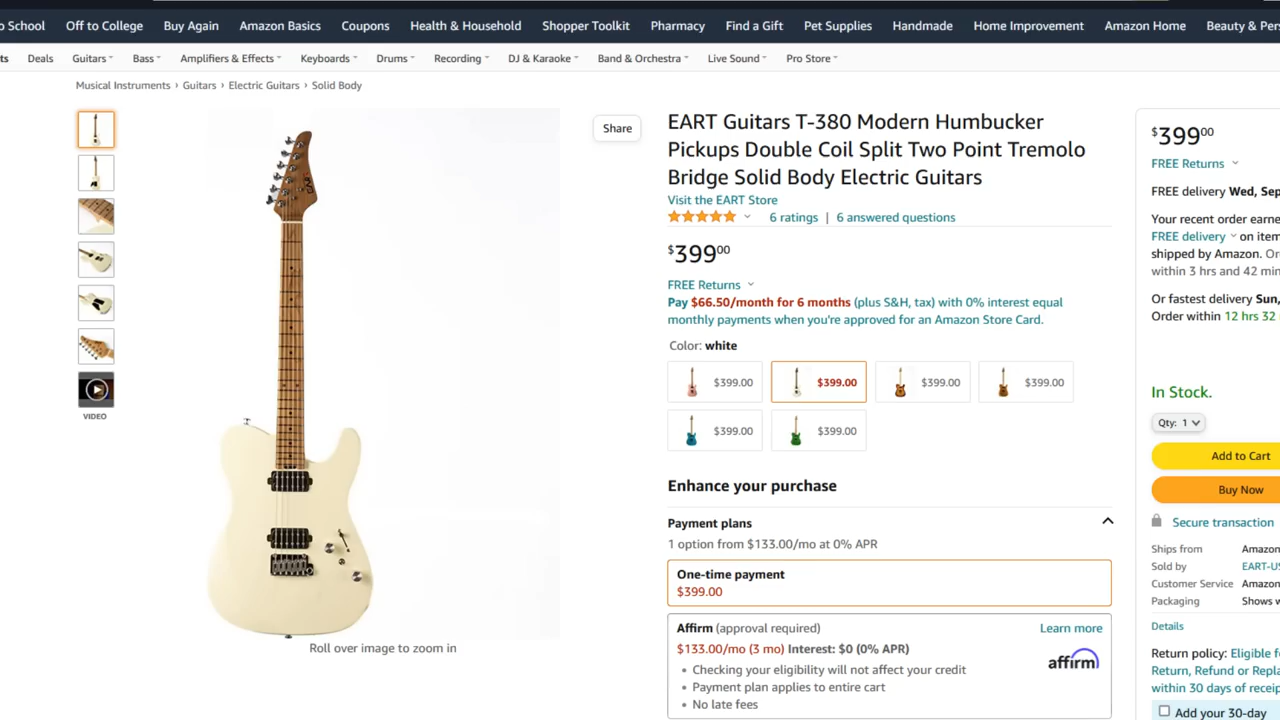 o School Off to College Buy Again Amazon Basics Coupons Health & Household Shopper Toolkit Pharmacy Find a Gift Pet Supplies Handmade Home Improvement Amazon Home Beauty & Per
ts Deals Guitars Bass Amplifiers & Effects Keyboards Drums Recording DJ & Karaoke Band & Orchestra Live Sound Pro Store
Musical Instruments › Guitars › Electric Guitars › Solid Body
Share
VIDEO
Roll over image to zoom in
EART Guitars T-380 Modern Humbucker
Pickups Double Coil Split Two Point Tremolo
Bridge Solid Body Electric Guitars
Visit the EART Store
6 ratings | 6 answered questions
$39900
FREE Returns
Pay $66.50/month for 6 months (plus S&H, tax) with 0% interest equal
monthly payments when you're approved for an Amazon Store Card.
Color: white
$399.00 $399.00 $399.00 $399.00
$399.00 $399.00
Enhance your purchase
Payment plans
1 option from $133.00/mo at 0% APR
One-time payment
$399.00
Affirm (approval required) Learn more
$133.00/mo (3 mo) Interest: $0 (0% APR)
affirm
• Checking your eligibility will not affect your credit
• Payment plan applies to entire cart
• No late fees
$39900
FREE Returns
FREE delivery Wed, Sep
Your recent order earne
FREE delivery on item
shipped by Amazon. Or
within 3 hrs and 42 min
Or fastest delivery Sun,
Order within 12 hrs 32
In Stock.
Qty: 1
Add to Cart
Buy Now
Secure transaction
Ships from Amazon
Sold by EART-US
Customer Service Amazon
Packaging Shows w
Details
Return policy: Eligible fo
Return, Refund or Repla
within 30 days of receip
Add your 30-day